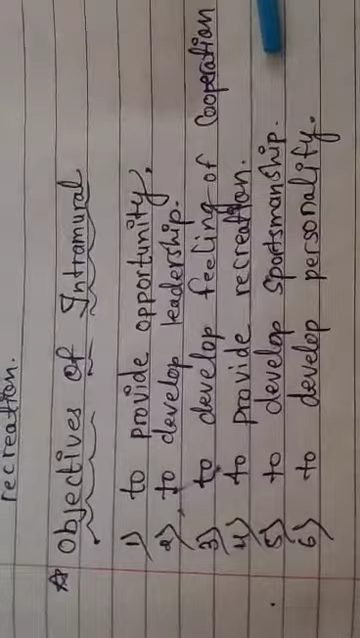 recreation.
☆ Objectives of Intramural
1) to provide opportunity.
2) to develop leadership.
3) to develop feeling of Cooperation
4) to provide recreation.
5) to develop sportsmanship.
6) to develop personality.